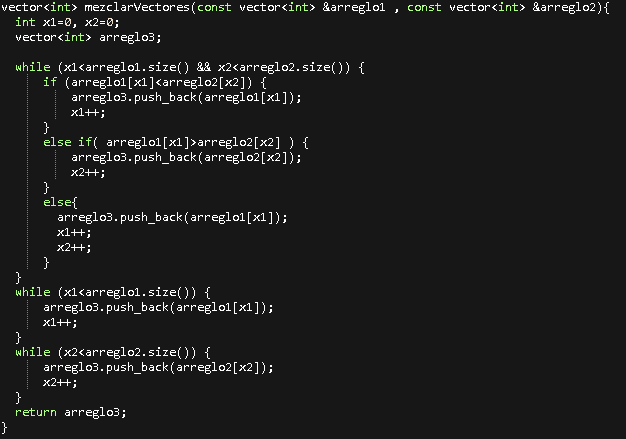 vector<int> mezclarVectores(const vector<int> &arreglo1 , const vector<int> &arreglo2){
  int x1=0, x2=0;
  vector<int> arreglo3;

  while (x1<arreglo1.size() && x2<arreglo2.size()) {
      if (arreglo1[x1]<arreglo2[x2]) {
          arreglo3.push_back(arreglo1[x1]);
          x1++;
      }
      else if( arreglo1[x1]>arreglo2[x2] ) {
          arreglo3.push_back(arreglo2[x2]);
          x2++;
      }
      else{
        arreglo3.push_back(arreglo1[x1]);
        x1++;
        x2++;
      }
  }
  while (x1<arreglo1.size()) {
      arreglo3.push_back(arreglo1[x1]);
      x1++;
  }
  while (x2<arreglo2.size()) {
      arreglo3.push_back(arreglo2[x2]);
      x2++;
  }
  return arreglo3;
}